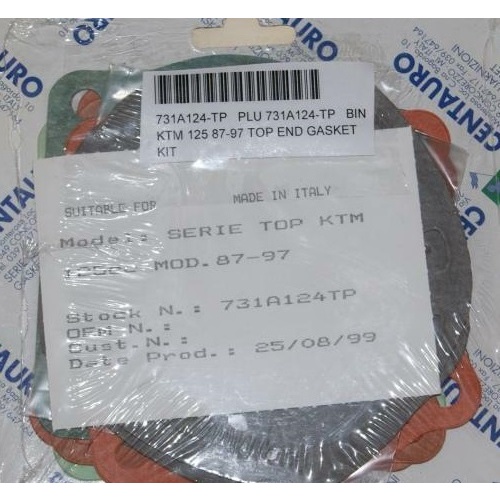 731A124-TP PLU 731A124-TP BIN
KTM 125 87-97 TOP END GASKET
KIT
SUITABLE FOR
MADE IN ITALY
Model: SERIE TOP KTM
MOD.87-97
Stock N.: 731A124TP
OEM N.:
Cust.N.:
Date Prod.: 25/08/99
CENTAURO
CENTAURO
CENTAURO